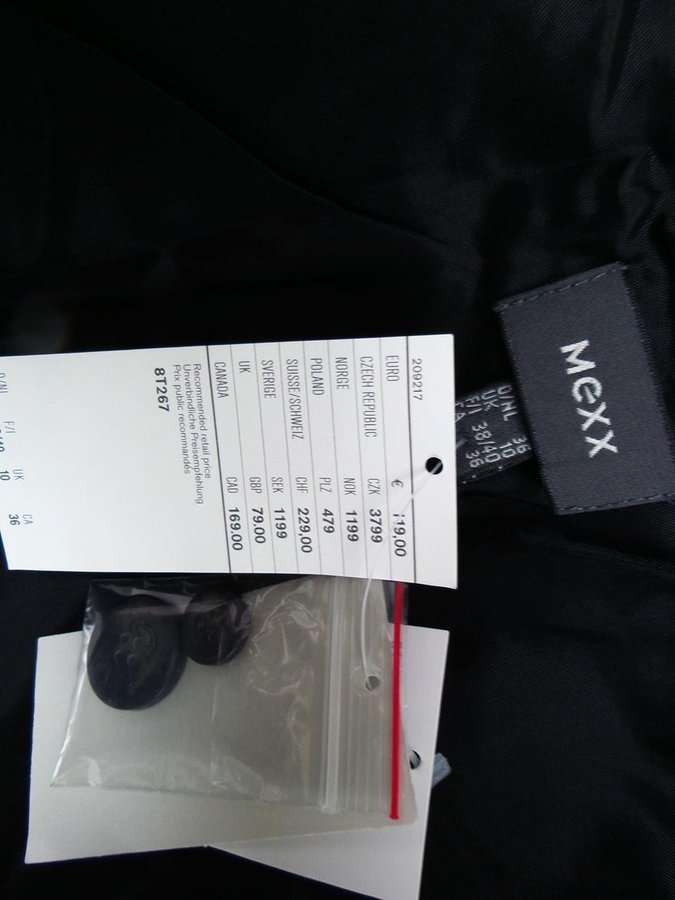 mexx
D/NL 36
UK 10
F/I 38/40
CA 36
209217
EURO € 119,00
CZECH REPUBLIC CZK 3799
NORGE NOK 1199
POLAND PLZ 479
SUISSE/SCHWEIZ CHF 229,00
SVERIGE SEK 1199
UK GBP 79.00
CANADA CAD 169.00
Recommended retail price
Unverbindliche Preisempfehlung
Prix public recommandés
8T267
D/NL F/I UK CA
10 36